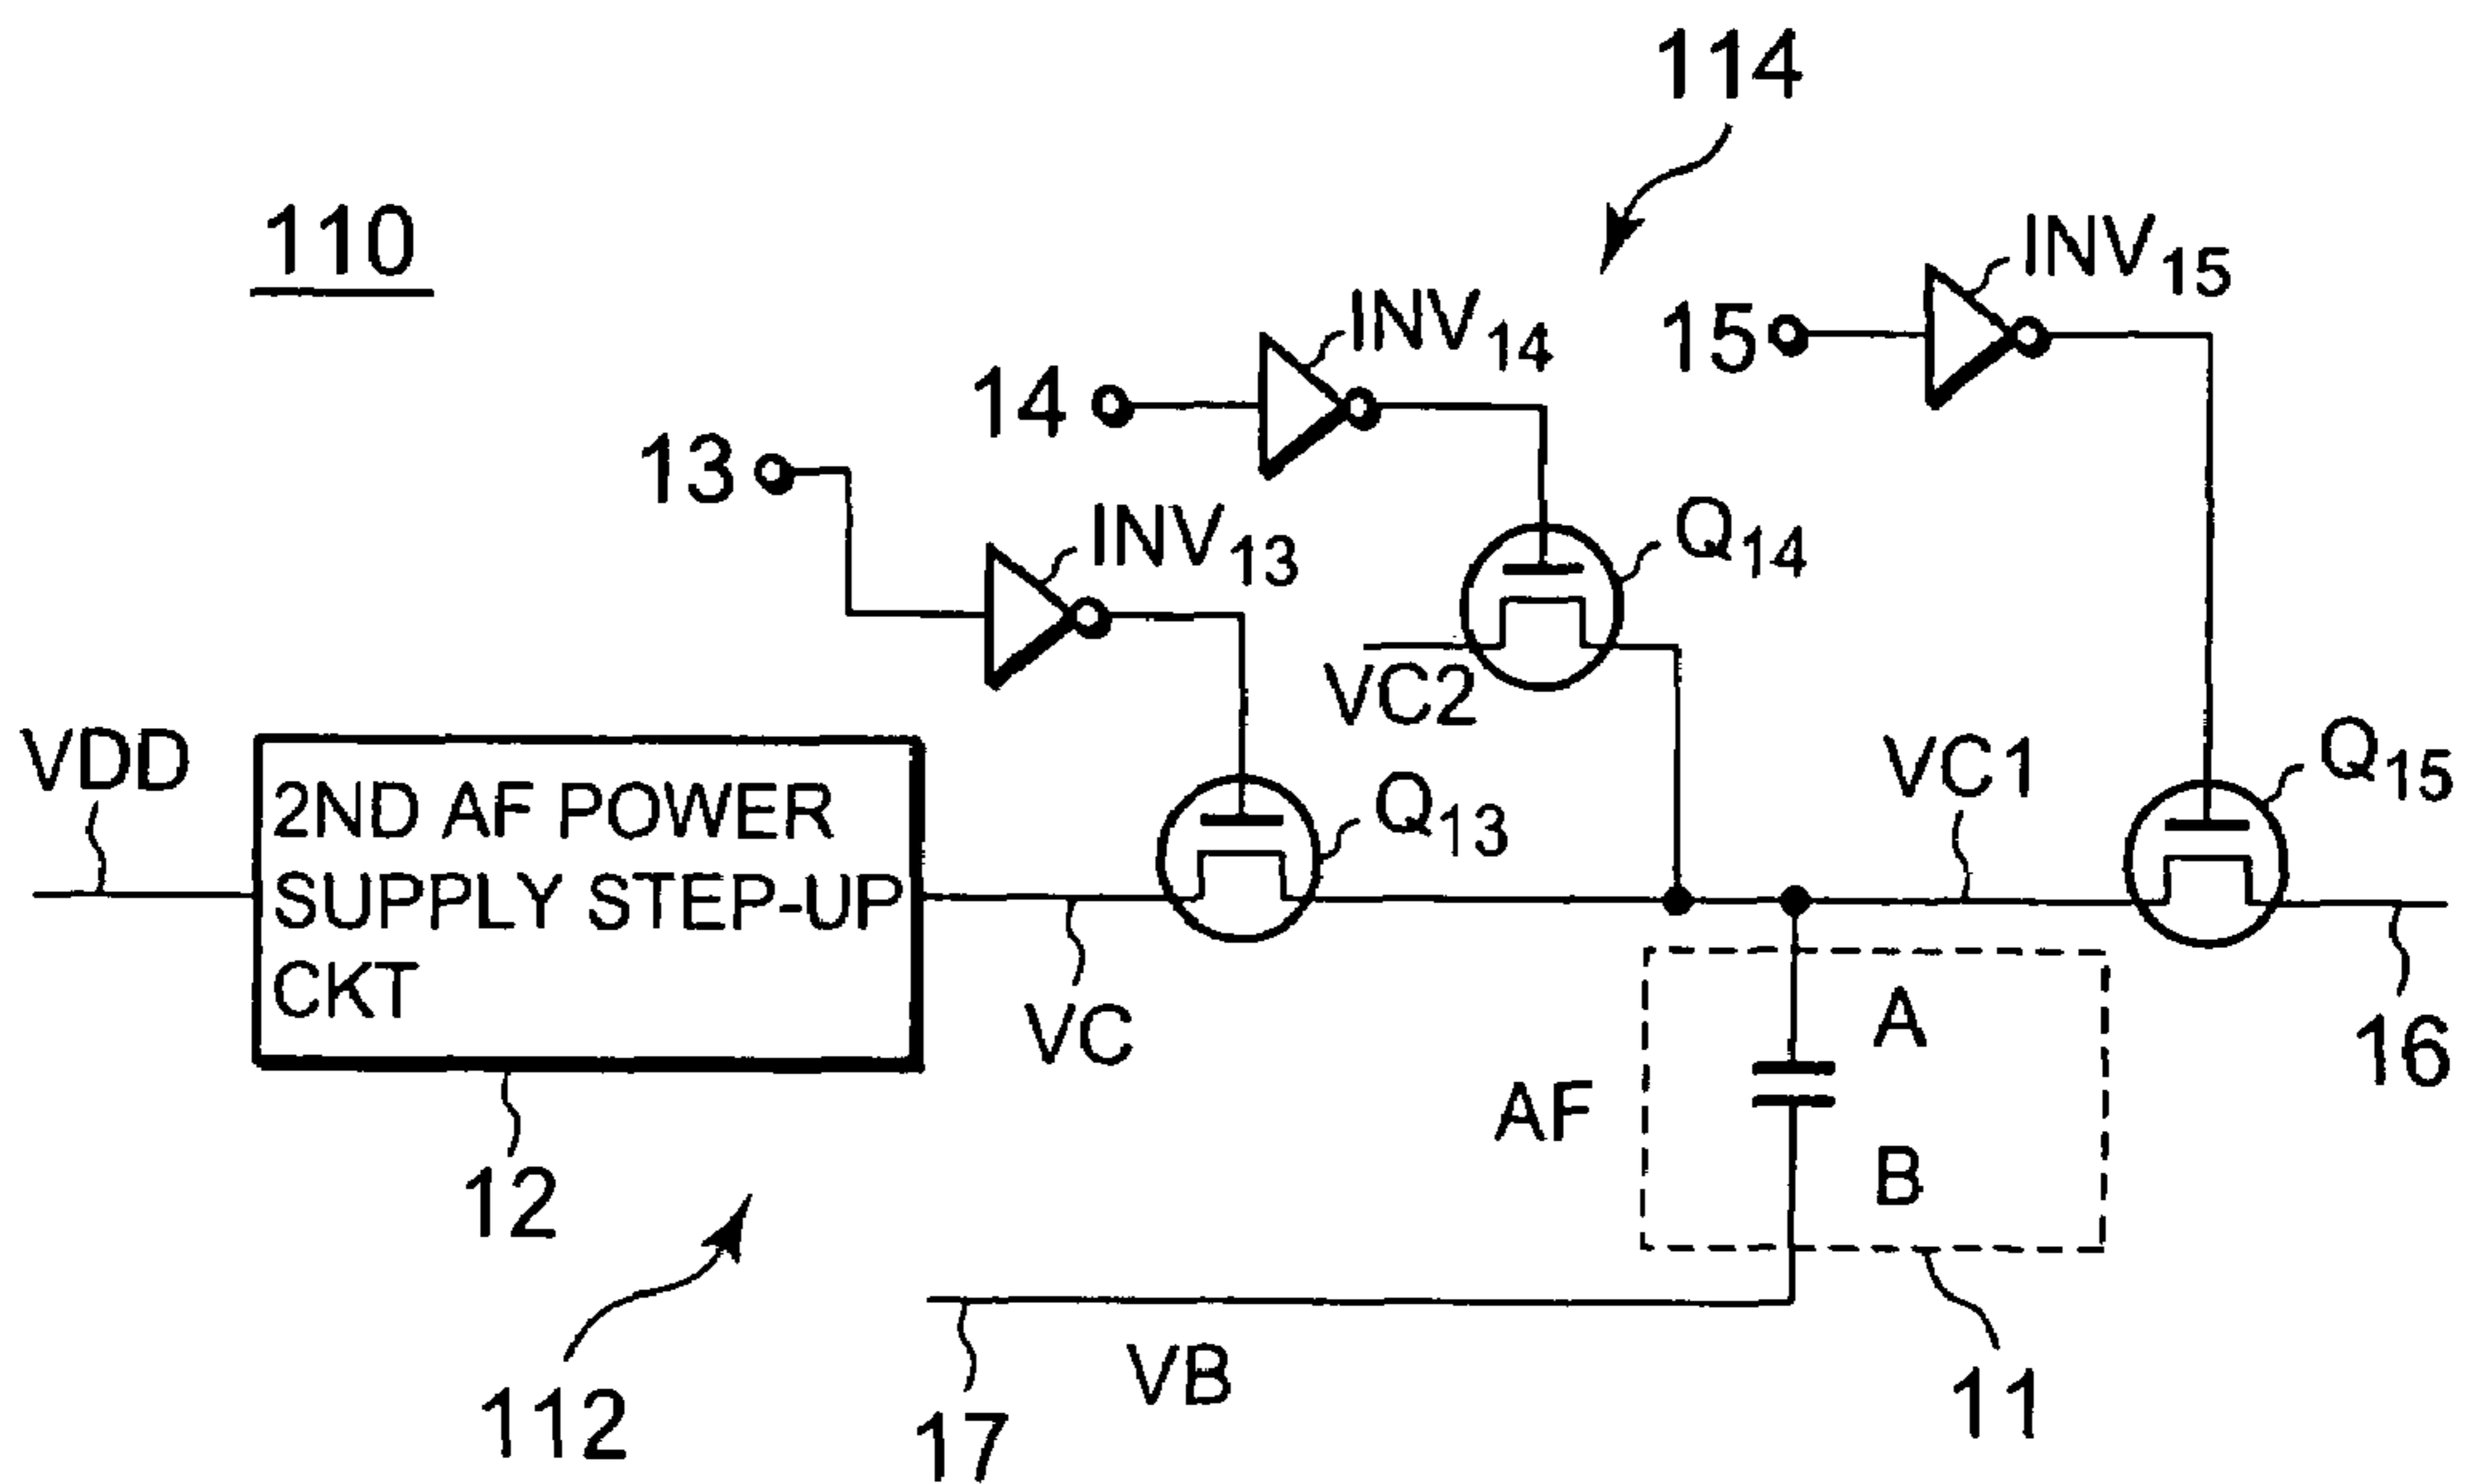 114
110
INV15
15
INV14
14
13
INV13
Q14
VC2
VDD
Q15
VC1
Q13
2ND AF POWER
SUPPLY STEP-UP
CKT
VC
A
16
AF
B
12
VB
112
17
11